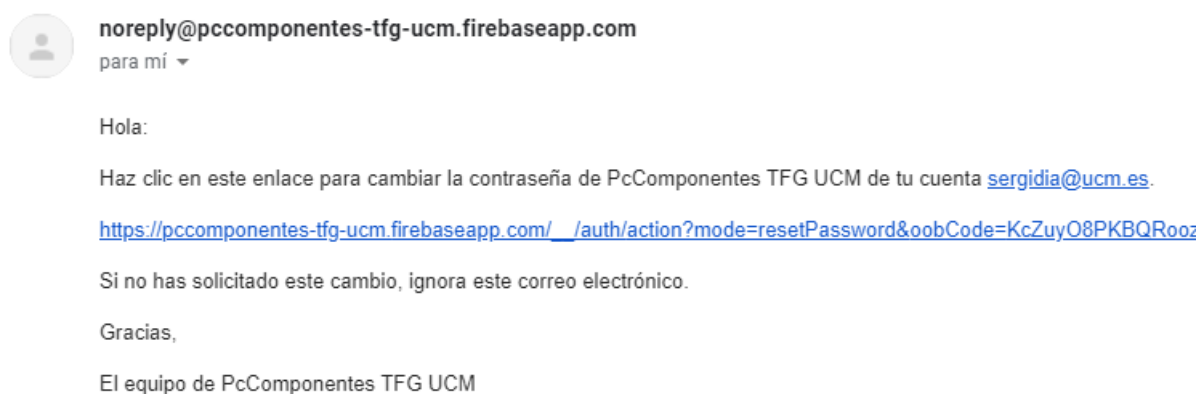 noreply@pccomponentes-tfg-ucm.firebaseapp.com
para mí
Hola:
Haz clic en este enlace para cambiar la contraseña de PcComponentes TFG UCM de tu cuenta sergidia@ucm.es.
https://pccomponentes-tfg-ucm.firebaseapp.com/__/auth/action?mode=resetPassword&oobCode=KcZuyO8PKBQRooz
Si no has solicitado este cambio, ignora este correo electrónico.
Gracias,
El equipo de PcComponentes TFG UCM